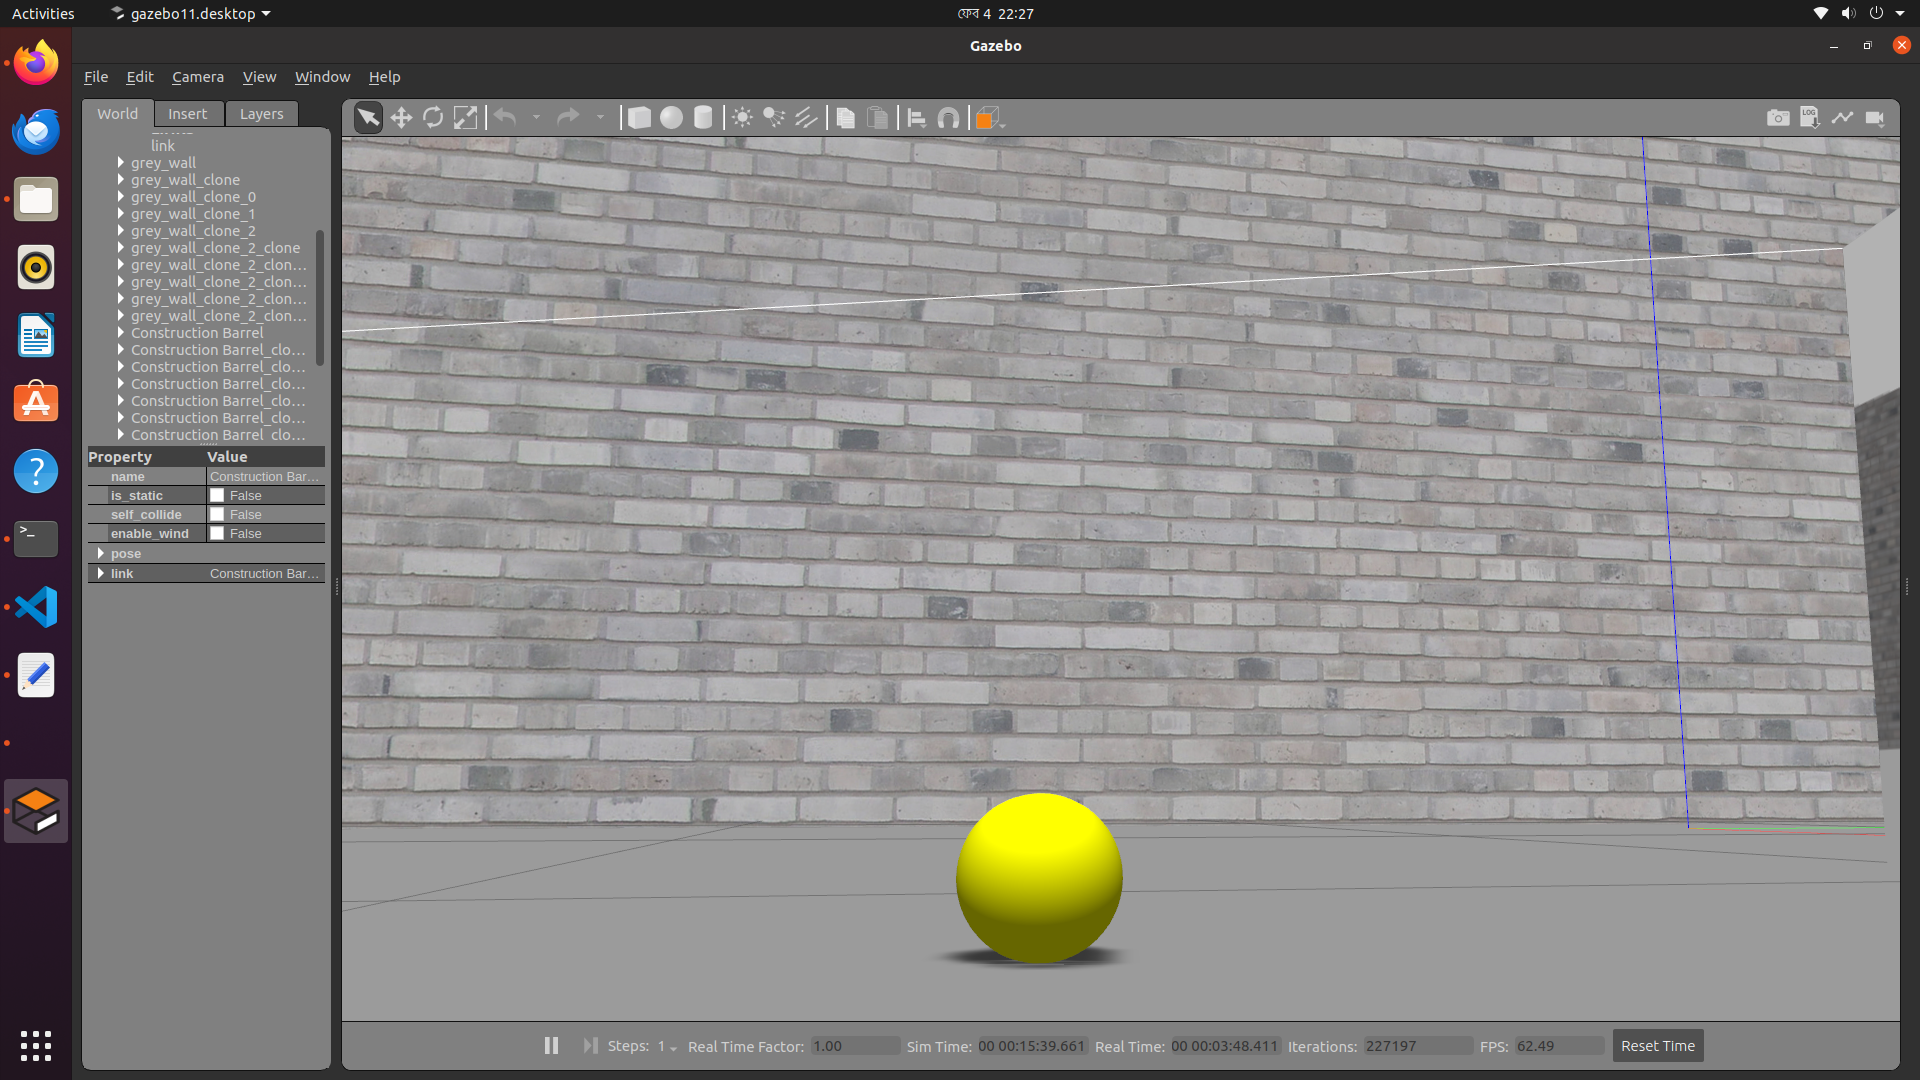 Activities
gazebo11.desktop
ফেব 4 22:27
Gazebo
File Edit Camera View Window Help
World Insert Layers
link
grey_wall
grey_wall_clone
grey_wall_clone_0
grey_wall_clone_1
grey_wall_clone_2
grey_wall_clone_2_clone
grey_wall_clone_2_clon...
grey_wall_clone_2_clon...
grey_wall_clone_2_clon...
grey_wall_clone_2_clon...
Construction Barrel
Construction Barrel_clo...
Construction Barrel_clo...
Construction Barrel_clo...
Construction Barrel_clo...
Construction Barrel_clo...
Construction Barrel_clo...
Property Value
name Construction Bar...
is_static False
self_collide False
enable_wind False
pose
link Construction Bar...
LOG
Steps: 1 Real Time Factor: 1.00 Sim Time: 00 00:15:39.661 Real Time: 00 00:03:48.411 Iterations: 227197 FPS: 62.49 Reset Time